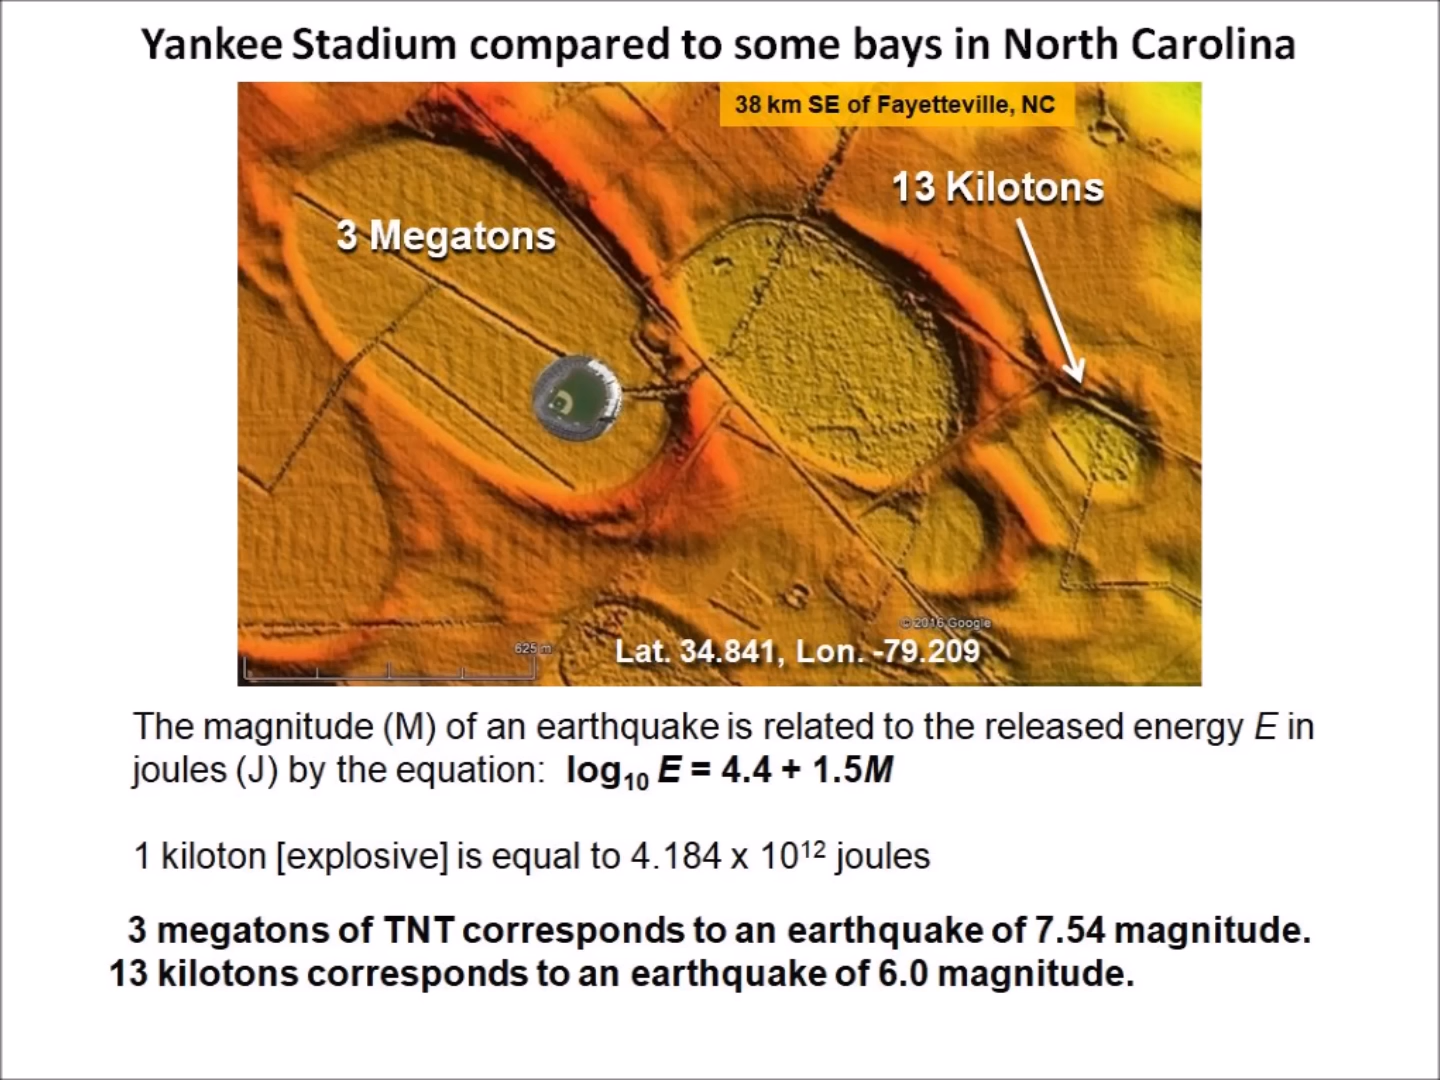 Yankee Stadium compared to some bays in North Carolina
38 km SE of Fayetteville, NC
13 Kilotons
3 Megatons
© 2016 Google
625 m
Lat. 34.841, Lon. -79.209
The magnitude (M) of an earthquake is related to the released energy E in
joules (J) by the equation: log₁₀ E = 4.4 + 1.5M
1 kiloton [explosive] is equal to 4.184 x 10¹² joules
3 megatons of TNT corresponds to an earthquake of 7.54 magnitude.
13 kilotons corresponds to an earthquake of 6.0 magnitude.